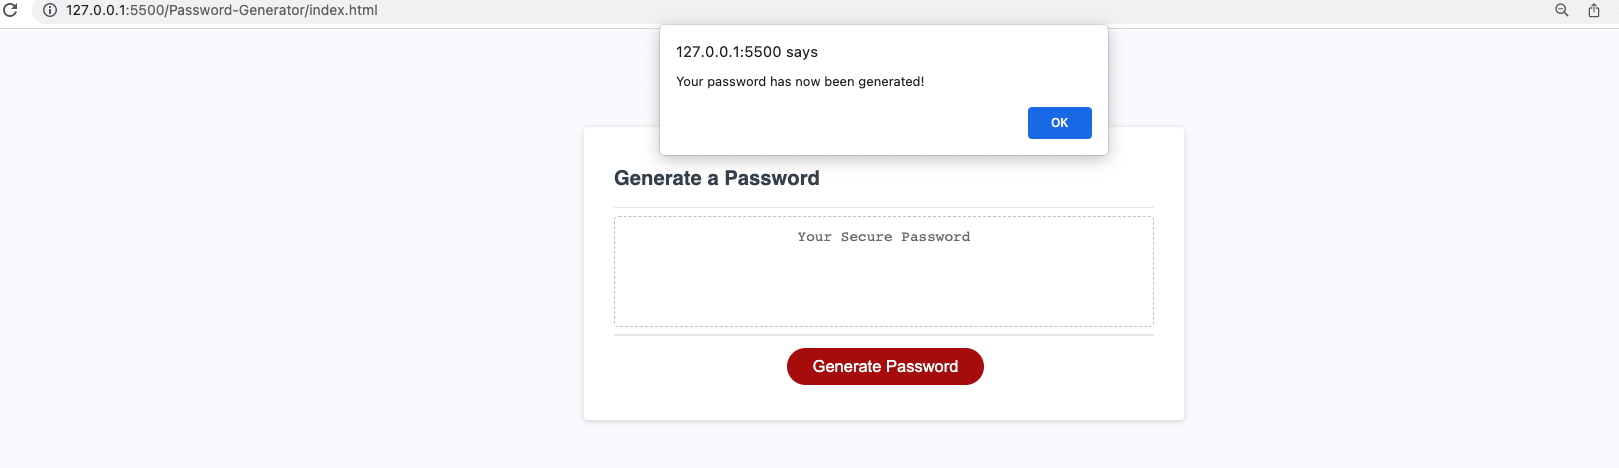 127.0.0.1:5500/Password-Generator/index.html
127.0.0.1:5500 says
Your password has now been generated!
OK
Generate a Password
Your Secure Password
Generate Password